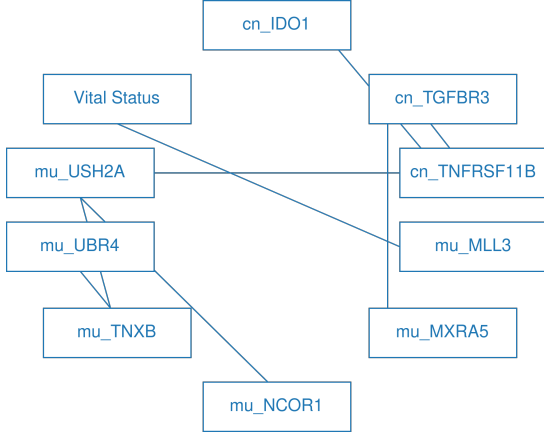 cn_IDO1
Vital Status
cn_TGFBR3
mu_USH2A
cn_TNFRSF11B
mu_UBR4
mu_MLL3
mu_TNXB
mu_MXRA5
mu_NCOR1